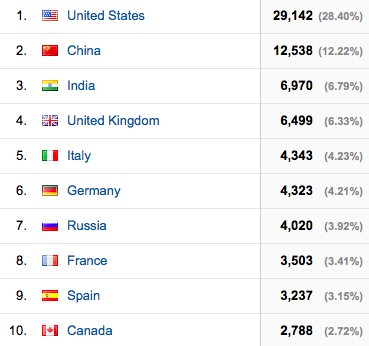 1. United States 29,142 (28.40%)
2. China 12,538 (12.22%)
3. India 6,970 (6.79%)
4. United Kingdom 6,499 (6.33%)
5. Italy 4,343 (4.23%)
6. Germany 4,323 (4.21%)
7. Russia 4,020 (3.92%)
8. France 3,503 (3.41%)
9. Spain 3,237 (3.15%)
10. Canada 2,788 (2.72%)